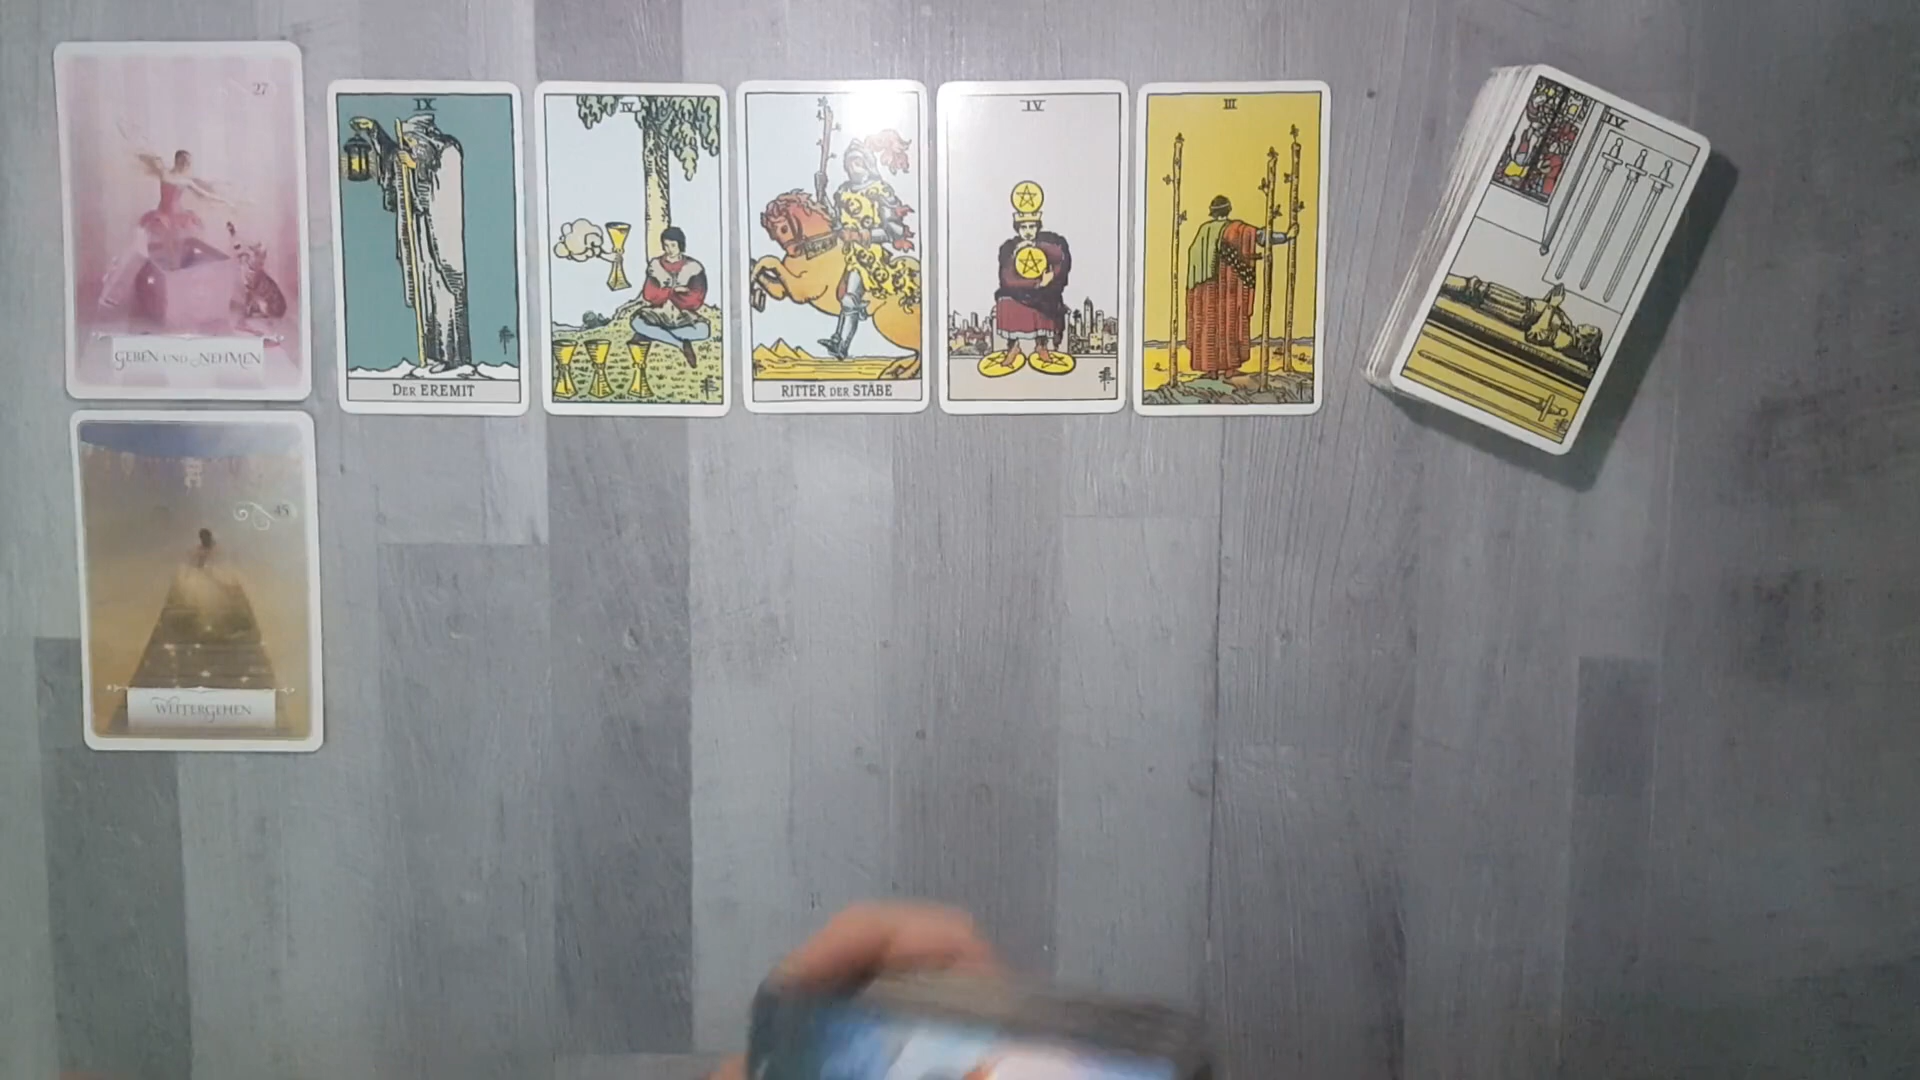 27
GEBEN UND NEHMEN
IX
DER EREMIT
IV
RITTER DER STÄBE
IV
III
IV
45
WEITERGEHEN